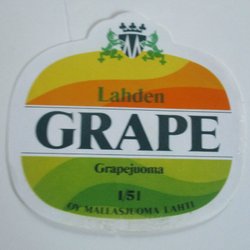 Lahden
GRAPE
Grapejuoma
1,5 l
OY MALLASJUOMA LAHTI